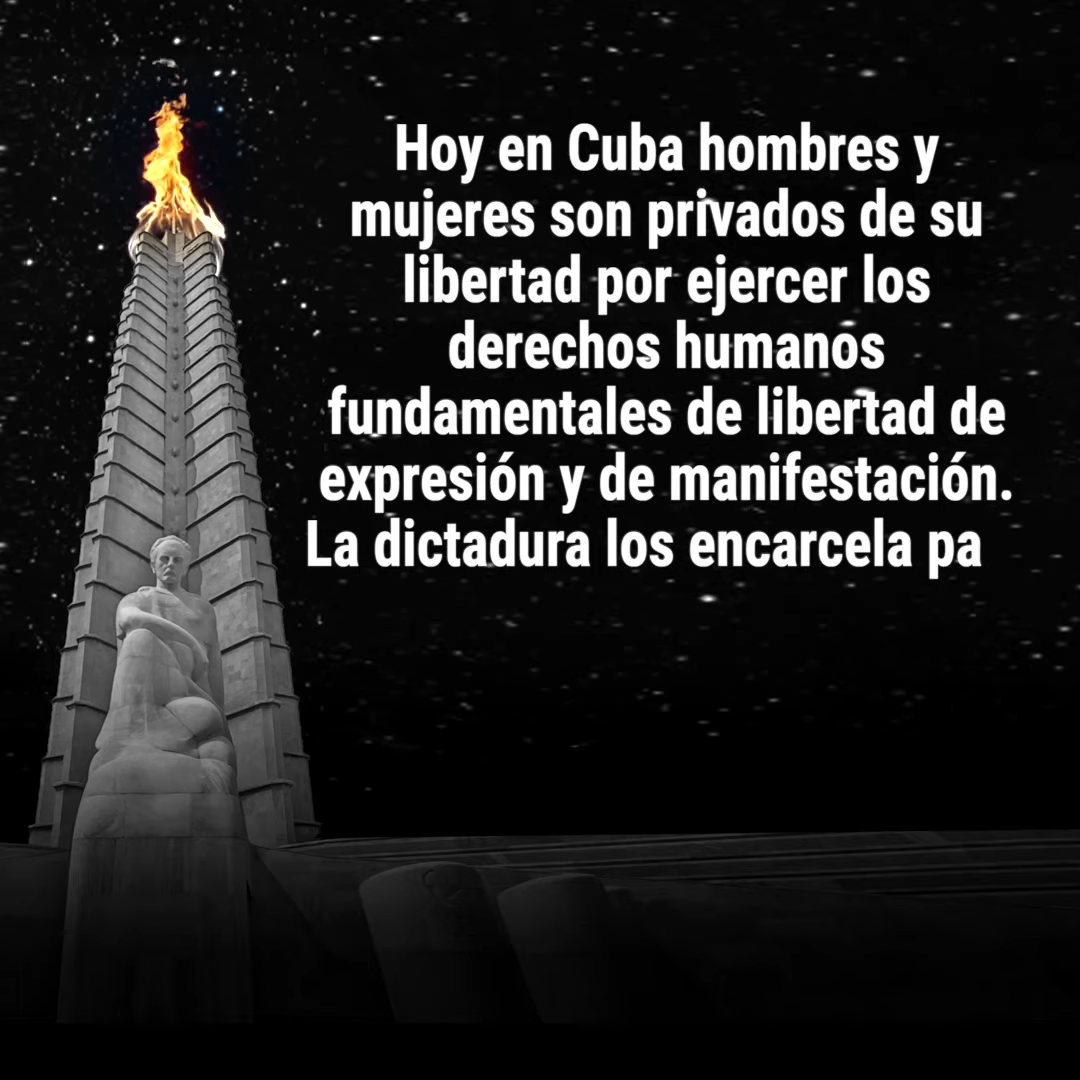 Hoy en Cuba hombres y
mujeres son privados de su
libertad por ejercer los
derechos humanos
fundamentales de libertad de
expresión y de manifestación.
La dictadura los encarcela pa